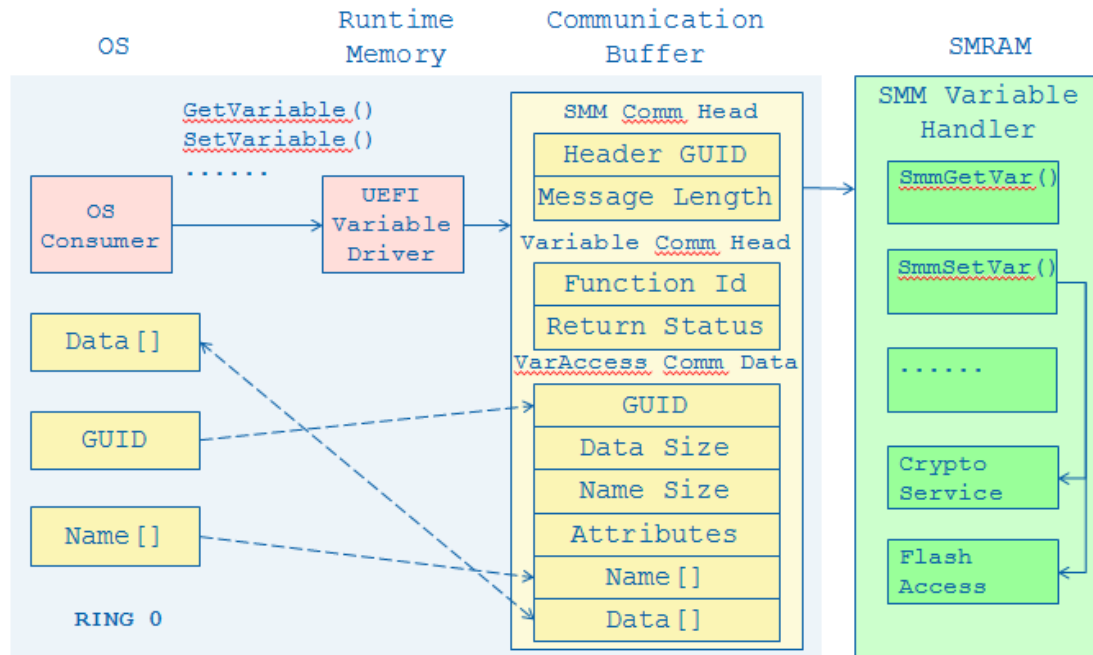 OS
Runtime
Memory
Communication
Buffer
SMRAM
GetVariable()
SetVariable()
......
OS
Consumer
UEFI
Variable
Driver
Data[]
GUID
Name[]
RING 0
SMM Comm Head
Header GUID
Message Length
Variable Comm Head
Function Id
Return Status
VarAccess Comm Data
GUID
Data Size
Name Size
Attributes
Name[]
Data[]
SMM Variable
Handler
SmmGetVar()
SmmSetVar()
......
Crypto
Service
Flash
Access